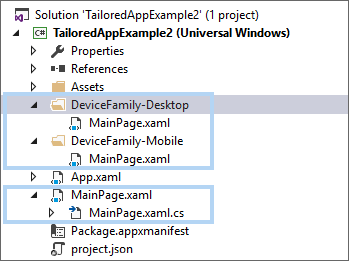 Solution 'TailoredAppExample2' (1 project)
C# TailoredAppExample2 (Universal Windows)
Properties
References
Assets
DeviceFamily-Desktop
MainPage.xaml
DeviceFamily-Mobile
MainPage.xaml
App.xaml
MainPage.xaml
MainPage.xaml.cs
Package.appxmanifest
project.json